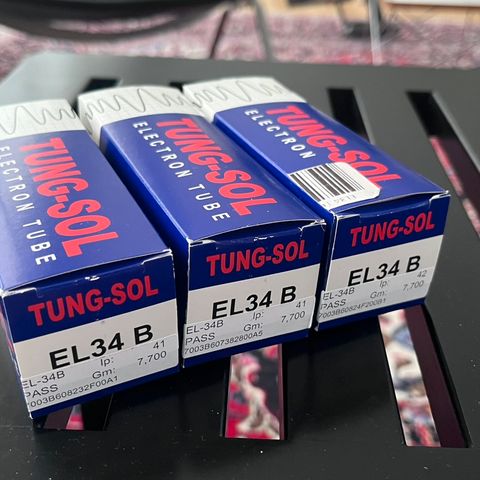 TUNG-SOL
ELECTRON TUBE
TUNG-SOL
EL34 B
EL-34B Ip: 41
PASS Gm: 7,700
7003B608232F00A1
TUNG-SOL
ELECTRON TUBE
TUNG-SOL
EL34 B
EL-34B Ip: 41
PASS Gm: 7,700
7003B607382800A5
TUNG-SOL
ELECTRON
TUNG-SOL
EL34 B
EL-34B Ip: 42
PASS Gm: 7,700
7003B60824F200B1